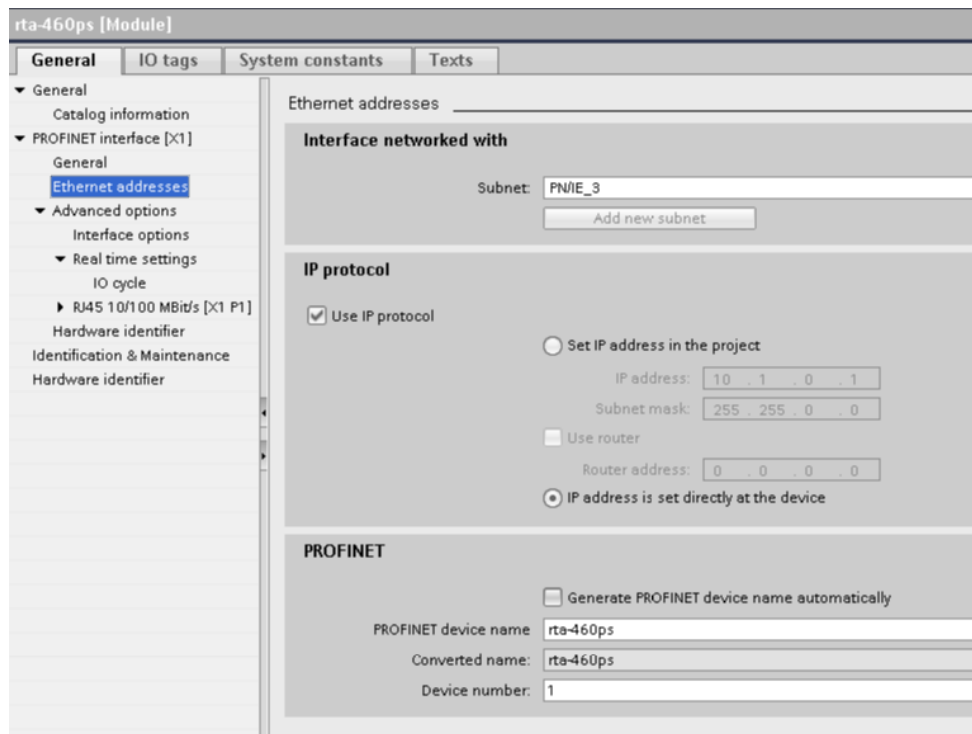 rta-460ps [Module]
General
IO tags
System constants
Texts
General
Catalog information
PROFINET interface [X1]
General
Ethernet addresses
Advanced options
Interface options
Real time settings
IO cycle
RJ45 10/100 MBit/s [X1 P1]
Hardware identifier
Identification & Maintenance
Hardware identifier
Ethernet addresses
Interface networked with
Subnet: PN/IE_3
Add new subnet
IP protocol
Use IP protocol
Set IP address in the project
IP address: 10 . 1 . 0 . 1
Subnet mask: 255 . 255 . 0 . 0
Use router
Router address: 0 . 0 . 0 . 0
IP address is set directly at the device
PROFINET
Generate PROFINET device name automatically
PROFINET device name rta-460ps
Converted name: rta-460ps
Device number: 1